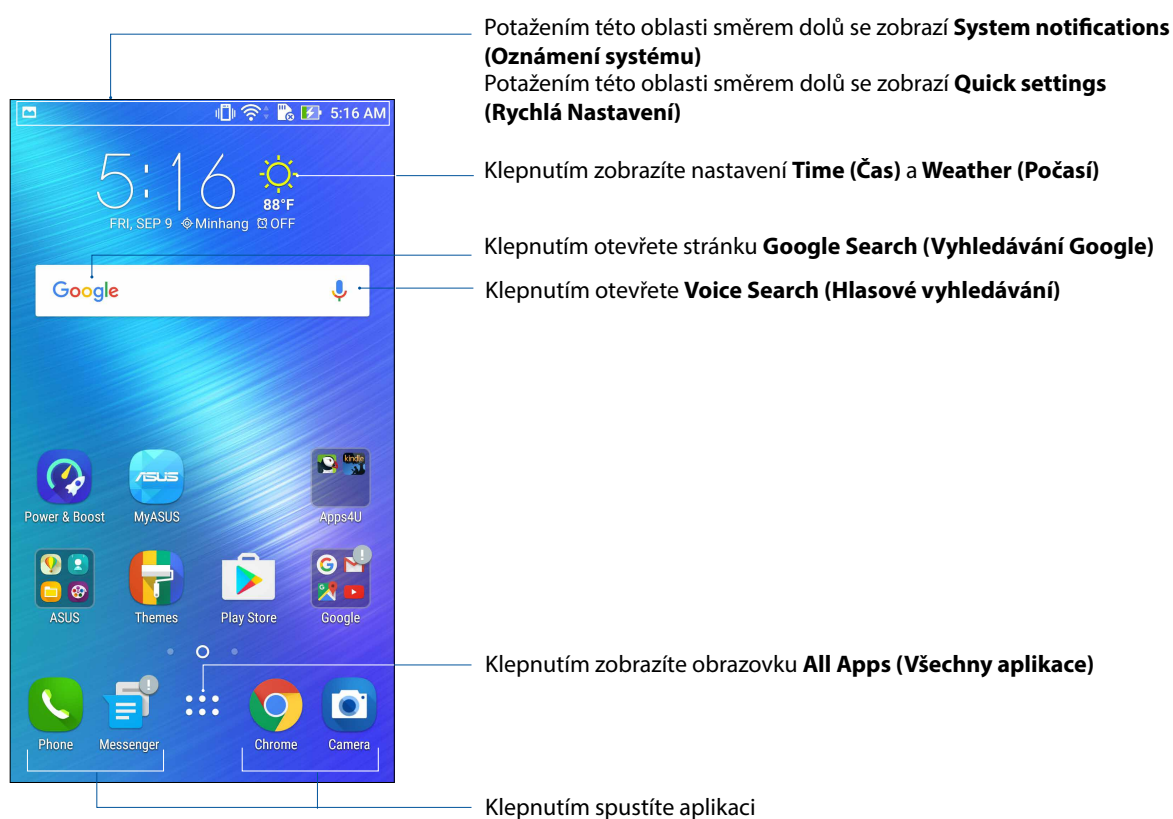 Potažením této oblasti směrem dolů se zobrazí System notifications
(Oznámení systému)
Potažením této oblasti směrem dolů se zobrazí Quick settings
(Rychlá Nastavení)
5:16 AM
5:16
88°F
FRI, SEP 9 Minhang OFF
Klepnutím zobrazíte nastavení Time (Čas) a Weather (Počasí)
Klepnutím otevřete stránku Google Search (Vyhledávání Google)
Google
Klepnutím otevřete Voice Search (Hlasové vyhledávání)
kindle
Power & Boost MyASUS Apps4U
ASUS Themes Play Store Google
Klepnutím zobrazíte obrazovku All Apps (Všechny aplikace)
Phone Messenger Chrome Camera
Klepnutím spustíte aplikaci